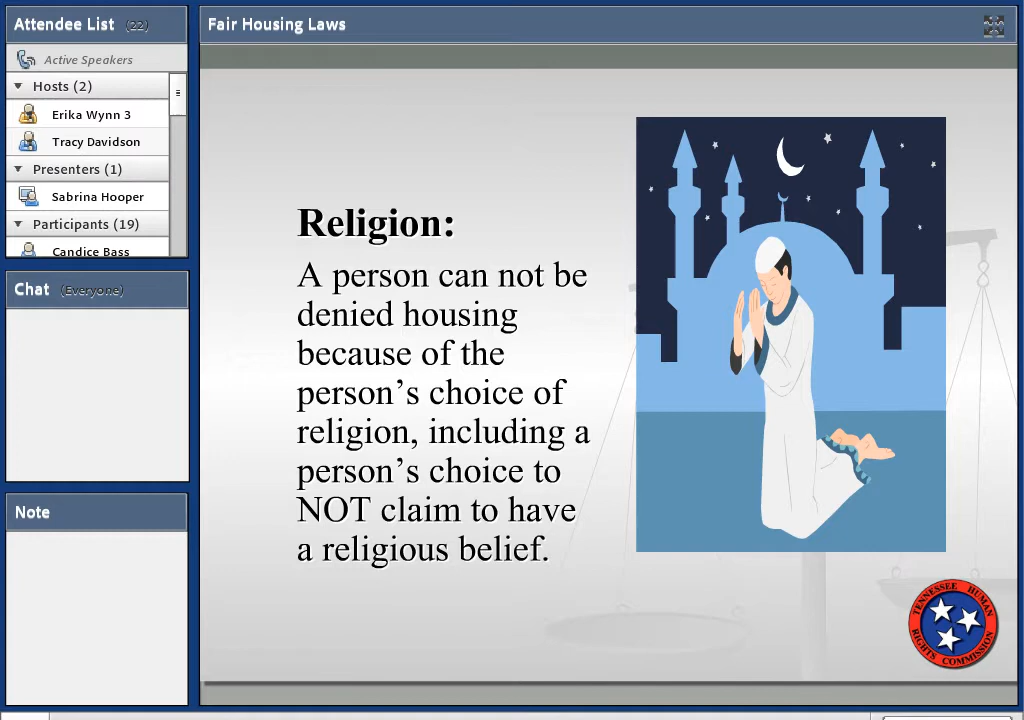 Attendee List (22)
Active Speakers
Hosts (2)
Erika Wynn 3
Tracy Davidson
Presenters (1)
Sabrina Hooper
Participants (19)
Candice Bass
Chat (Everyone)
Note
Fair Housing Laws
Religion:
A person can not be
denied housing
because of the
person’s choice of
religion, including a
person’s choice to
NOT claim to have
a religious belief.
TENNESSEE HUMAN
RIGHTS COMMISSION